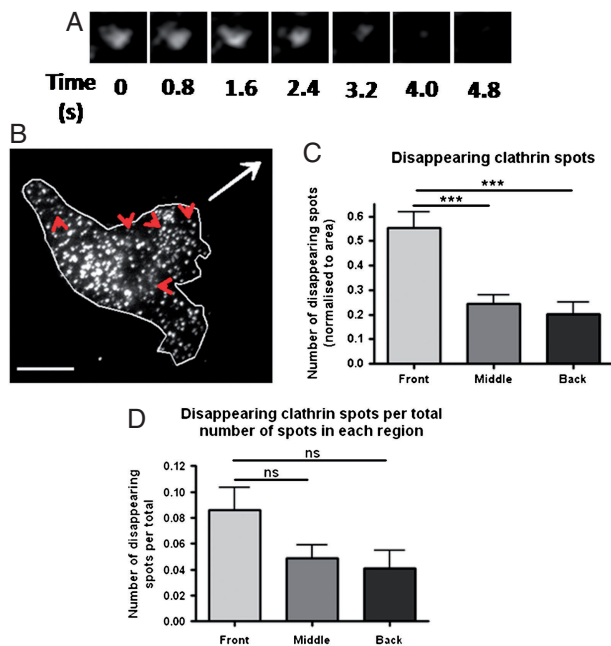 A
Time (s) 0 0.8 1.6 2.4 3.2 4.0 4.8
B
C
Disappearing clathrin spots
Number of disappearing spots
(normalised to area)
0.6
0.5
0.4
0.3
0.2
0.1
0.0
***
***
Front Middle Back
D
Disappearing clathrin spots per total
number of spots in each region
Number of disappearing
spots per total
0.12
0.10
0.08
0.06
0.04
0.02
0.00
ns
ns
Front Middle Back